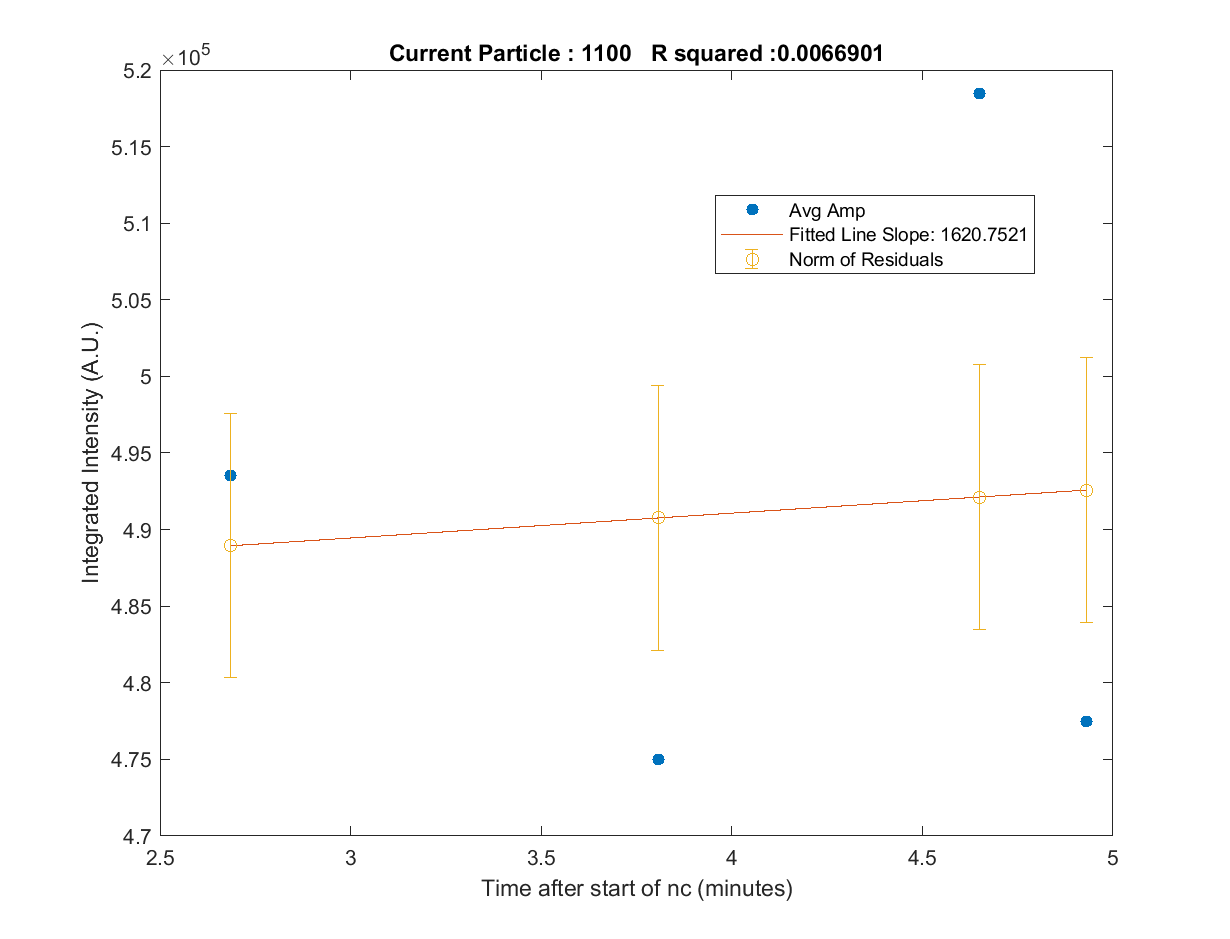 Current Particle : 1100   R squared :0.0066901
×10^5
5.2
5.15
5.1
5.05
5
4.95
4.9
4.85
4.8
4.75
4.7
Integrated Intensity (A.U.)
Avg Amp
Fitted Line Slope: 1620.7521
Norm of Residuals
2.5 3 3.5 4 4.5 5
Time after start of nc (minutes)